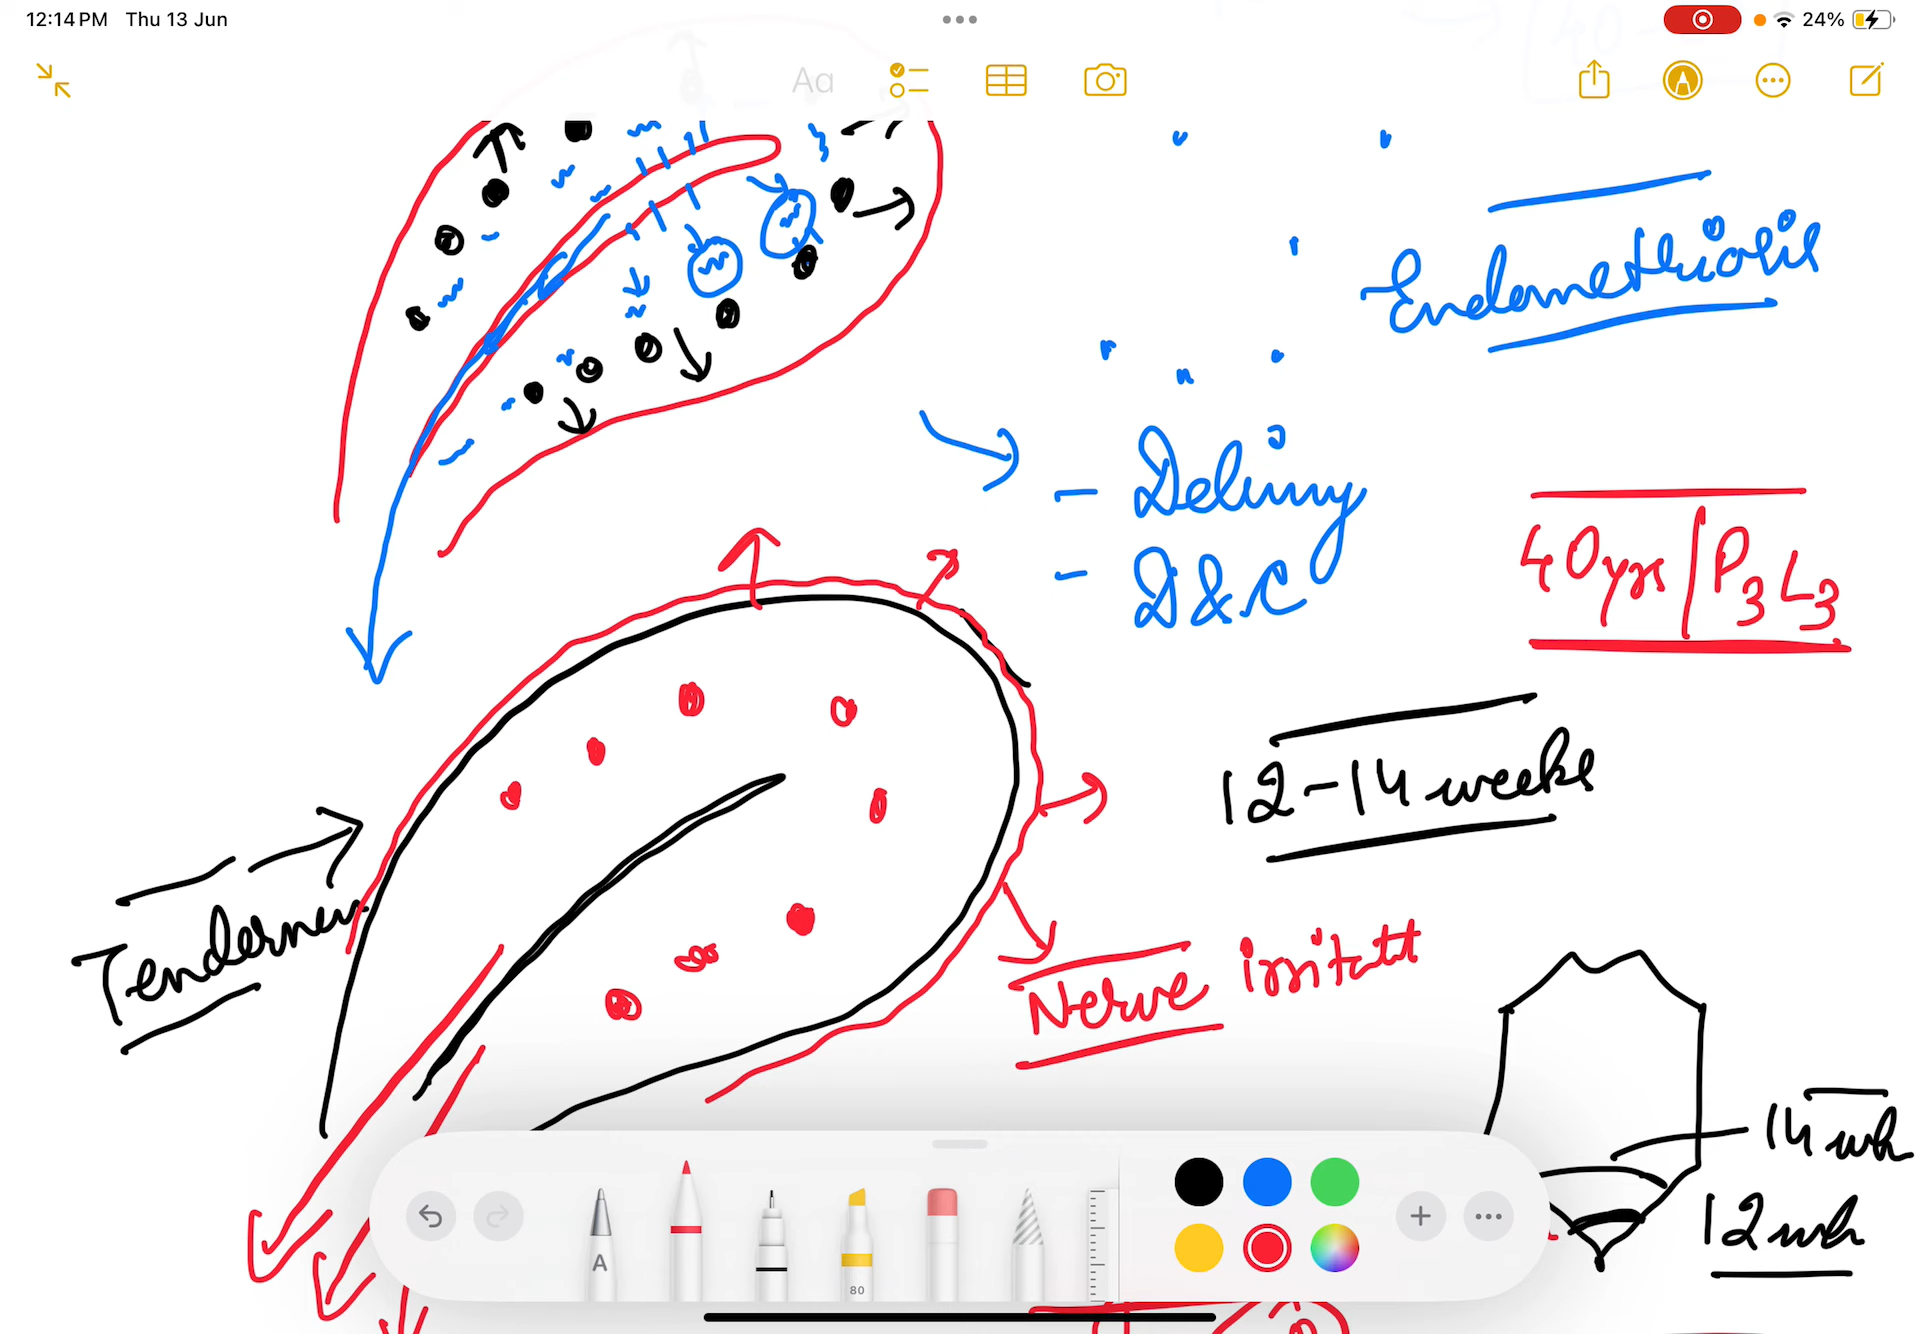 12:14 PM Thu 13 Jun
24%
Aa
Endometriosis
- Delivery
- D&C
40yrs / P3L3
12-14 weeks
Tenderness
Nerve irritatt
14 wk
12 wk
A
80